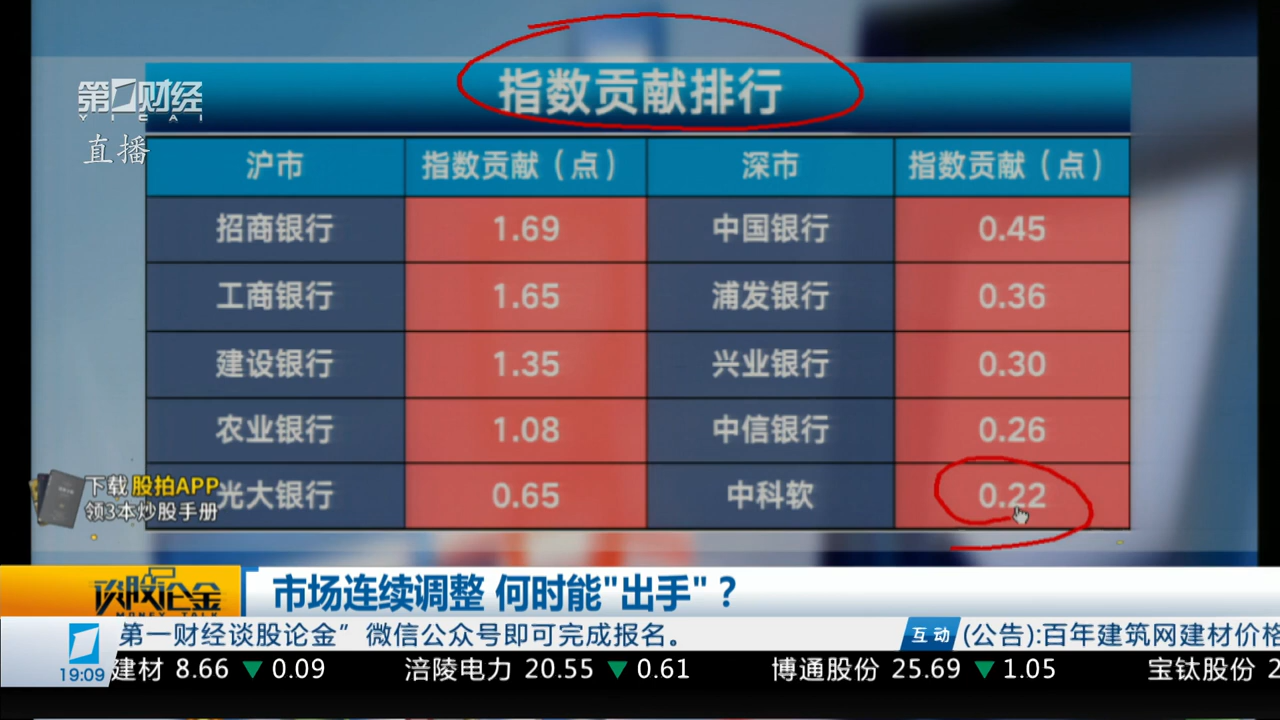 指数贡献排行
第1财经
YICAI
直播
沪市 指数贡献（点） 深市 指数贡献（点）
招商银行 1.69 中国银行 0.45
工商银行 1.65 浦发银行 0.36
建设银行 1.35 兴业银行 0.30
农业银行 1.08 中信银行 0.26
光大银行 0.65 中科软 0.22
下载股拍APP
领3本炒股手册
谈股论金
MONEY TALK
市场连续调整 何时能"出手"？
第一财经谈股论金”微信公众号即可完成报名。 互动 (公告):百年建筑网建材价格
19:09
建材 8.66 ▼ 0.09 涪陵电力 20.55 ▼ 0.61 博通股份 25.69 ▼ 1.05 宝钛股份 2